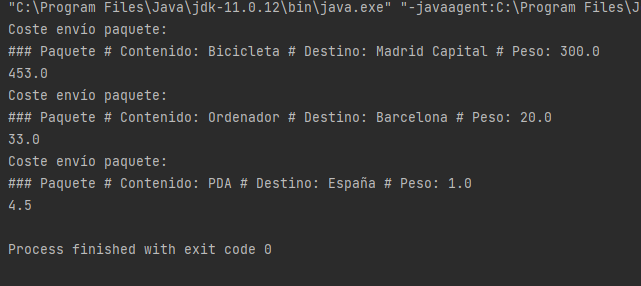 "C:\Program Files\Java\jdk-11.0.12\bin\java.exe" "-javaagent:C:\Program Files\J
Coste envío paquete:
### Paquete # Contenido: Bicicleta # Destino: Madrid Capital # Peso: 300.0
453.0
Coste envío paquete:
### Paquete # Contenido: Ordenador # Destino: Barcelona # Peso: 20.0
33.0
Coste envío paquete:
### Paquete # Contenido: PDA # Destino: España # Peso: 1.0
4.5
Process finished with exit code 0